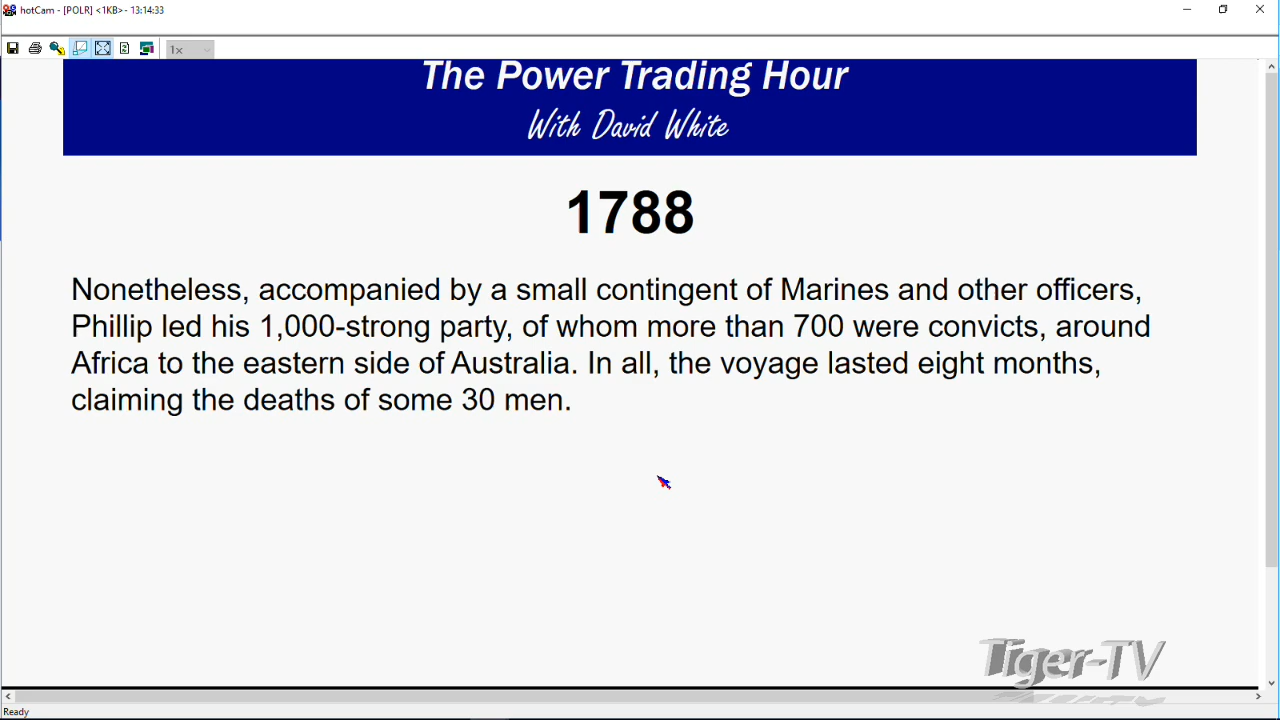 hotCam - [POLR] <1KB> - 13:14:33
1x
The Power Trading Hour
With David White
1788
Nonetheless, accompanied by a small contingent of Marines and other officers,
Phillip led his 1,000-strong party, of whom more than 700 were convicts, around
Africa to the eastern side of Australia. In all, the voyage lasted eight months,
claiming the deaths of some 30 men.
Tiger-TV
Ready